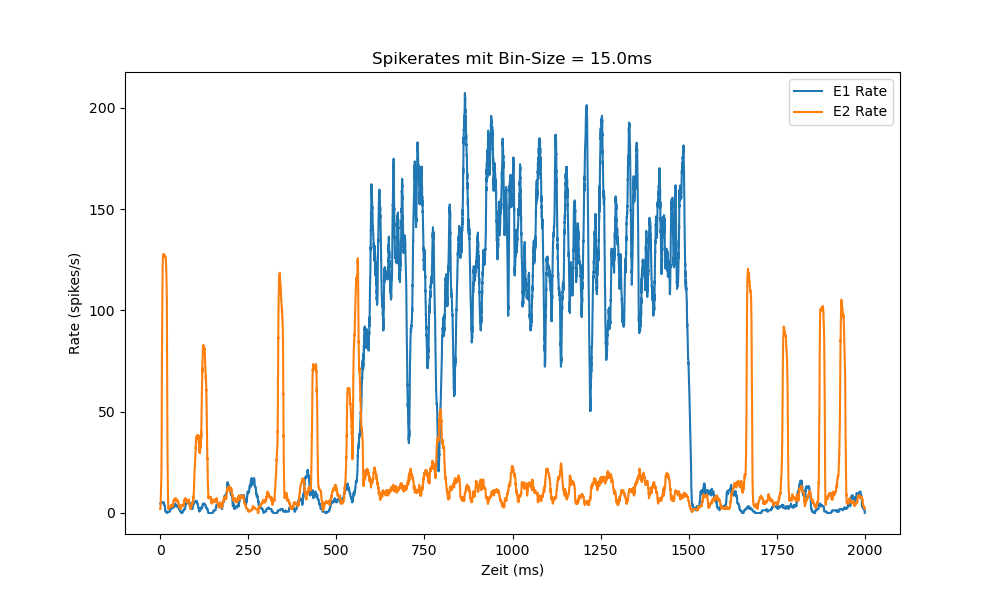 Spikerates mit Bin-Size = 15.0ms
E1 Rate
E2 Rate
Rate (spikes/s)
200
150
100
50
0
0 250 500 750 1000 1250 1500 1750 2000
Zeit (ms)